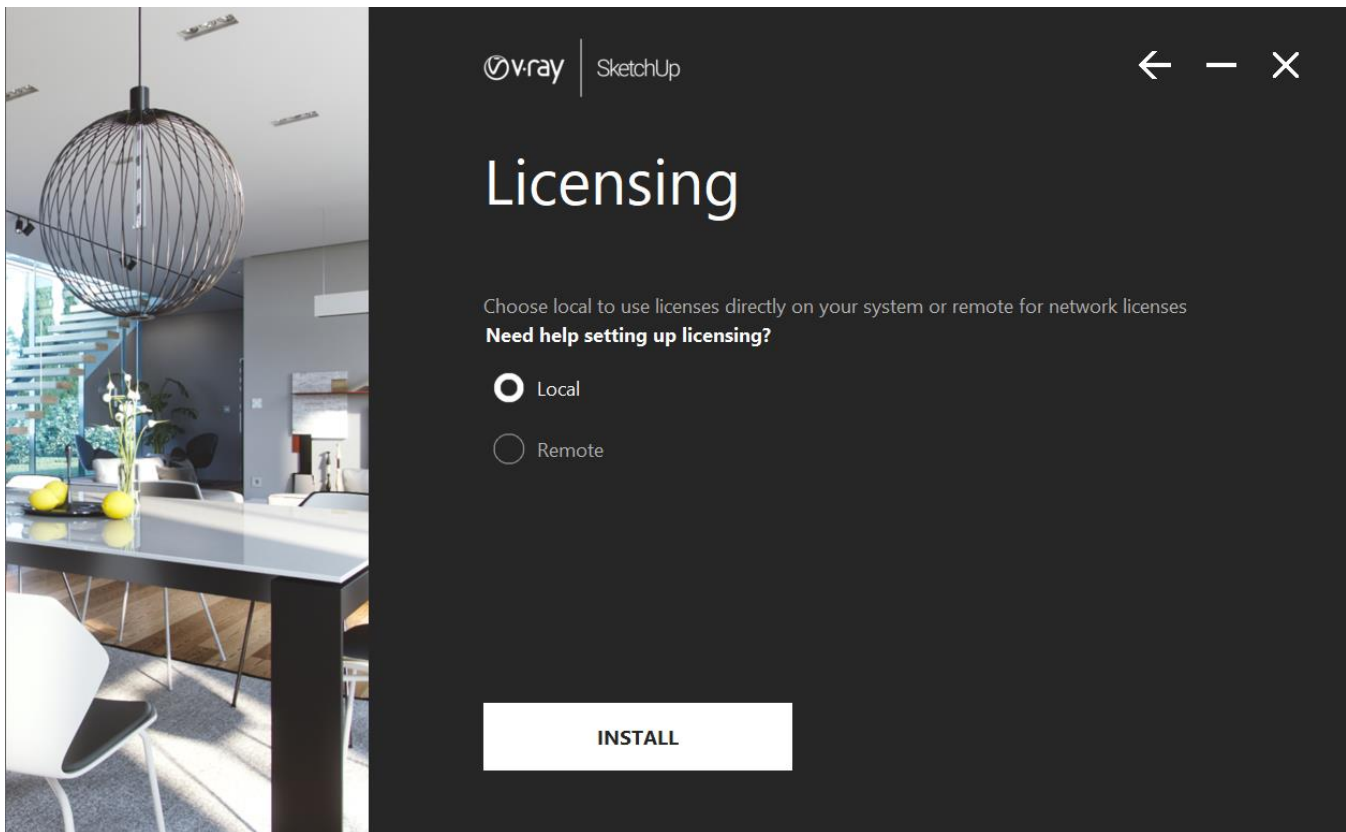 v·ray SketchUp
Licensing
Choose local to use licenses directly on your system or remote for network licenses
Need help setting up licensing?
Local
Remote
INSTALL